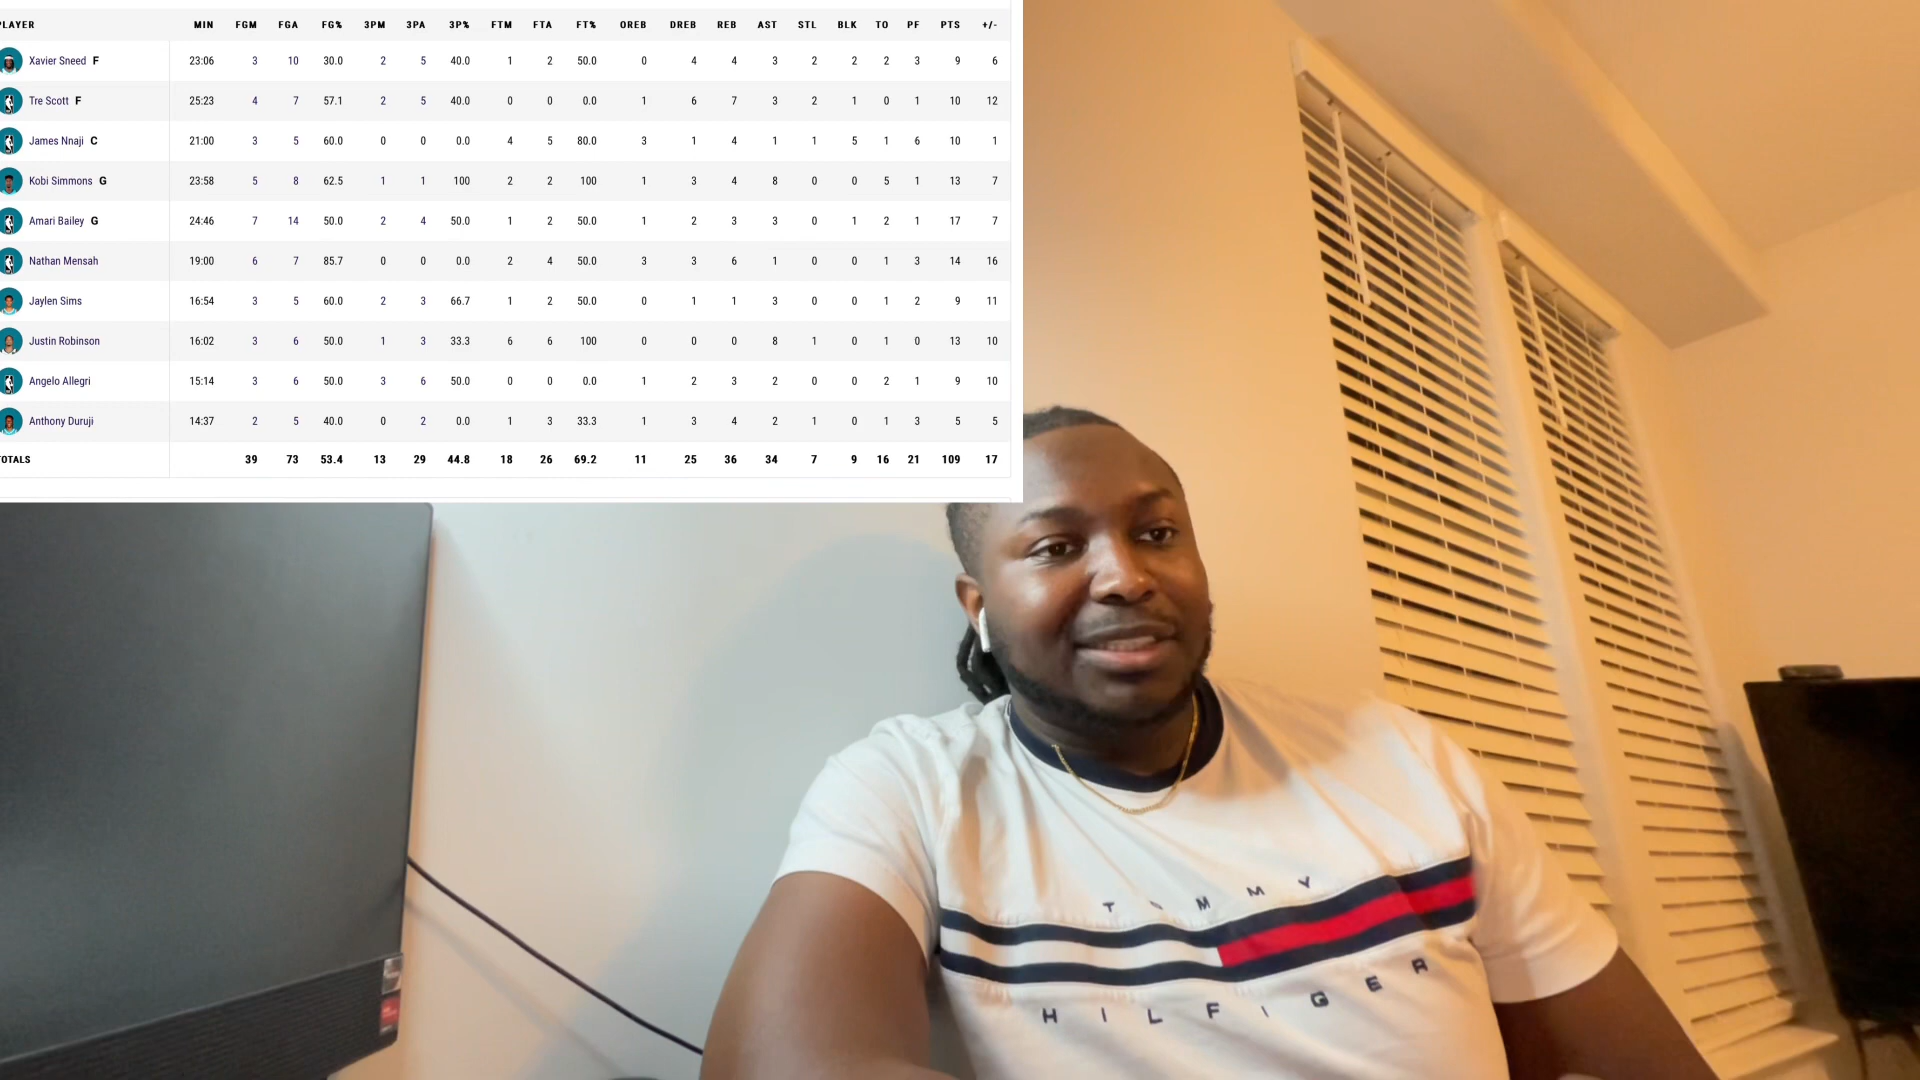 PLAYER MIN FGM FGA FG% 3PM 3PA 3P% FTM FTA FT% OREB DREB REB AST STL BLK TO PF PTS +/-
Xavier Sneed F 23:06 3 10 30.0 2 5 40.0 1 2 50.0 0 4 4 3 2 2 2 3 9 6
Tre Scott F 25:23 4 7 57.1 2 5 40.0 0 0 0.0 1 6 7 3 2 1 0 1 10 12
James Nnaji C 21:00 3 5 60.0 0 0 0.0 4 5 80.0 3 1 4 1 1 5 1 6 10 1
Kobi Simmons G 23:58 5 8 62.5 1 1 100 2 2 100 1 3 4 8 0 0 5 1 13 7
Amari Bailey G 24:46 7 14 50.0 2 4 50.0 1 2 50.0 1 2 3 3 0 1 2 1 17 7
Nathan Mensah 19:00 6 7 85.7 0 0 0.0 2 4 50.0 3 3 6 1 0 0 1 3 14 16
Jaylen Sims 16:54 3 5 60.0 2 3 66.7 1 2 50.0 0 1 1 3 0 0 1 2 9 11
Justin Robinson 16:02 3 6 50.0 1 3 33.3 6 6 100 0 0 0 8 1 0 1 0 13 10
Angelo Allegri 15:14 3 6 50.0 3 6 50.0 0 0 0.0 1 2 3 2 0 0 2 1 9 10
Anthony Duruji 14:37 2 5 40.0 0 2 0.0 1 3 33.3 1 3 4 2 1 0 1 3 5 5
TOTALS 39 73 53.4 13 29 44.8 18 26 69.2 11 25 36 34 7 9 16 21 109 17
TOMMY
HILFIGER